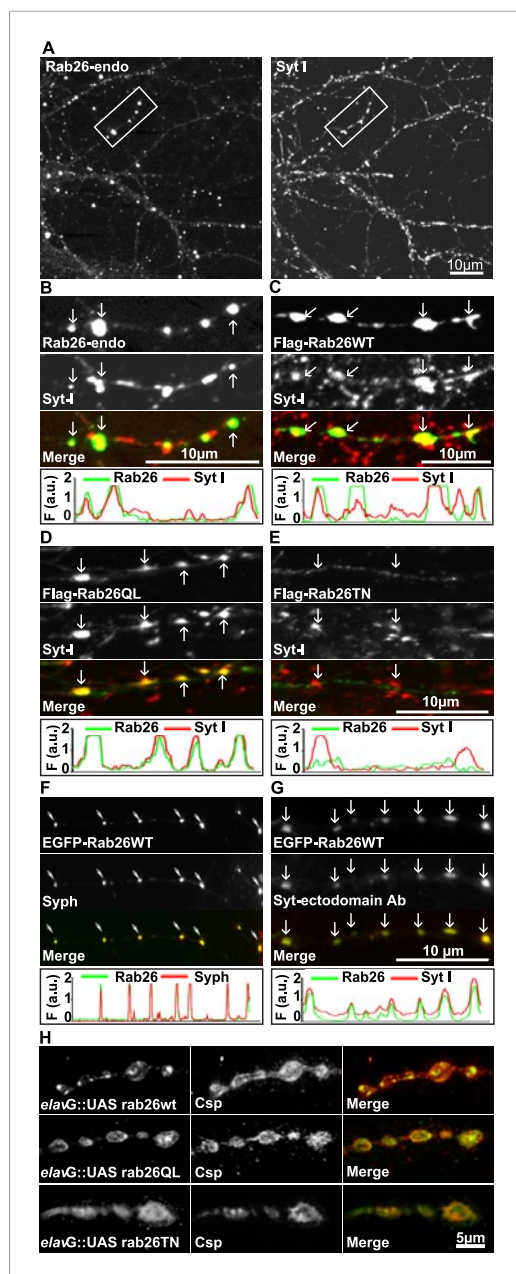 A
Rab26-endo
Syt I
10µm
B
C
Rab26-endo
Flag-Rab26WT
Syt-I
Syt-I
Merge
10µm
Merge
10µm
F (a.u.)
2
1
0
Rab26
Syt I
F (a.u.)
2
1
0
Rab26
Syt I
D
E
Flag-Rab26QL
Flag-Rab26TN
Syt-I
Syt-I
Merge
Merge
10µm
F (a.u.)
2
1
0
Rab26
Syt I
F (a.u.)
2
1
0
Rab26
Syt I
F
G
EGFP-Rab26WT
EGFP-Rab26WT
Syph
Syt-ectodomain Ab
Merge
Merge
10 µm
F (a.u.)
2
1
0
Rab26
Syph
F (a.u.)
2
1
0
Rab26
Syt I
H
elavG::UAS rab26wt
Csp
Merge
elavG::UAS rab26QL
Csp
Merge
elavG::UAS rab26TN
Csp
Merge
5µm